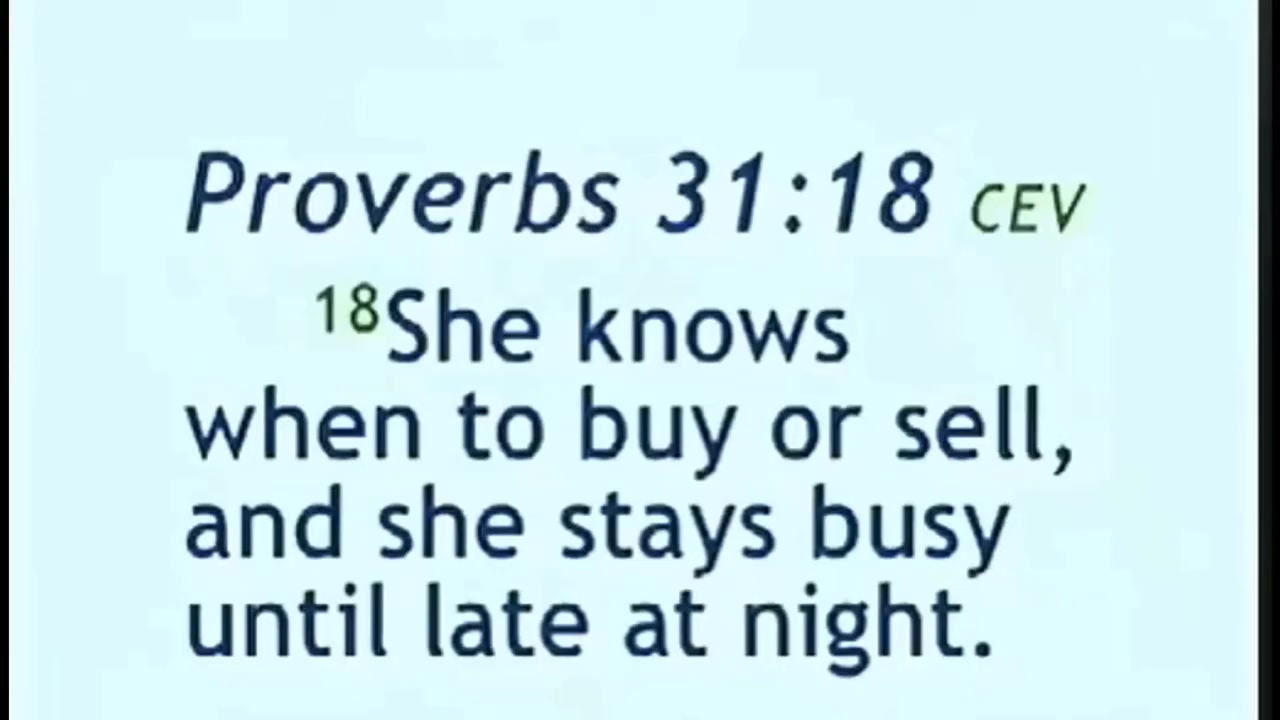 Proverbs 31:18 CEV
18She knows
when to buy or sell,
and she stays busy
until late at night.